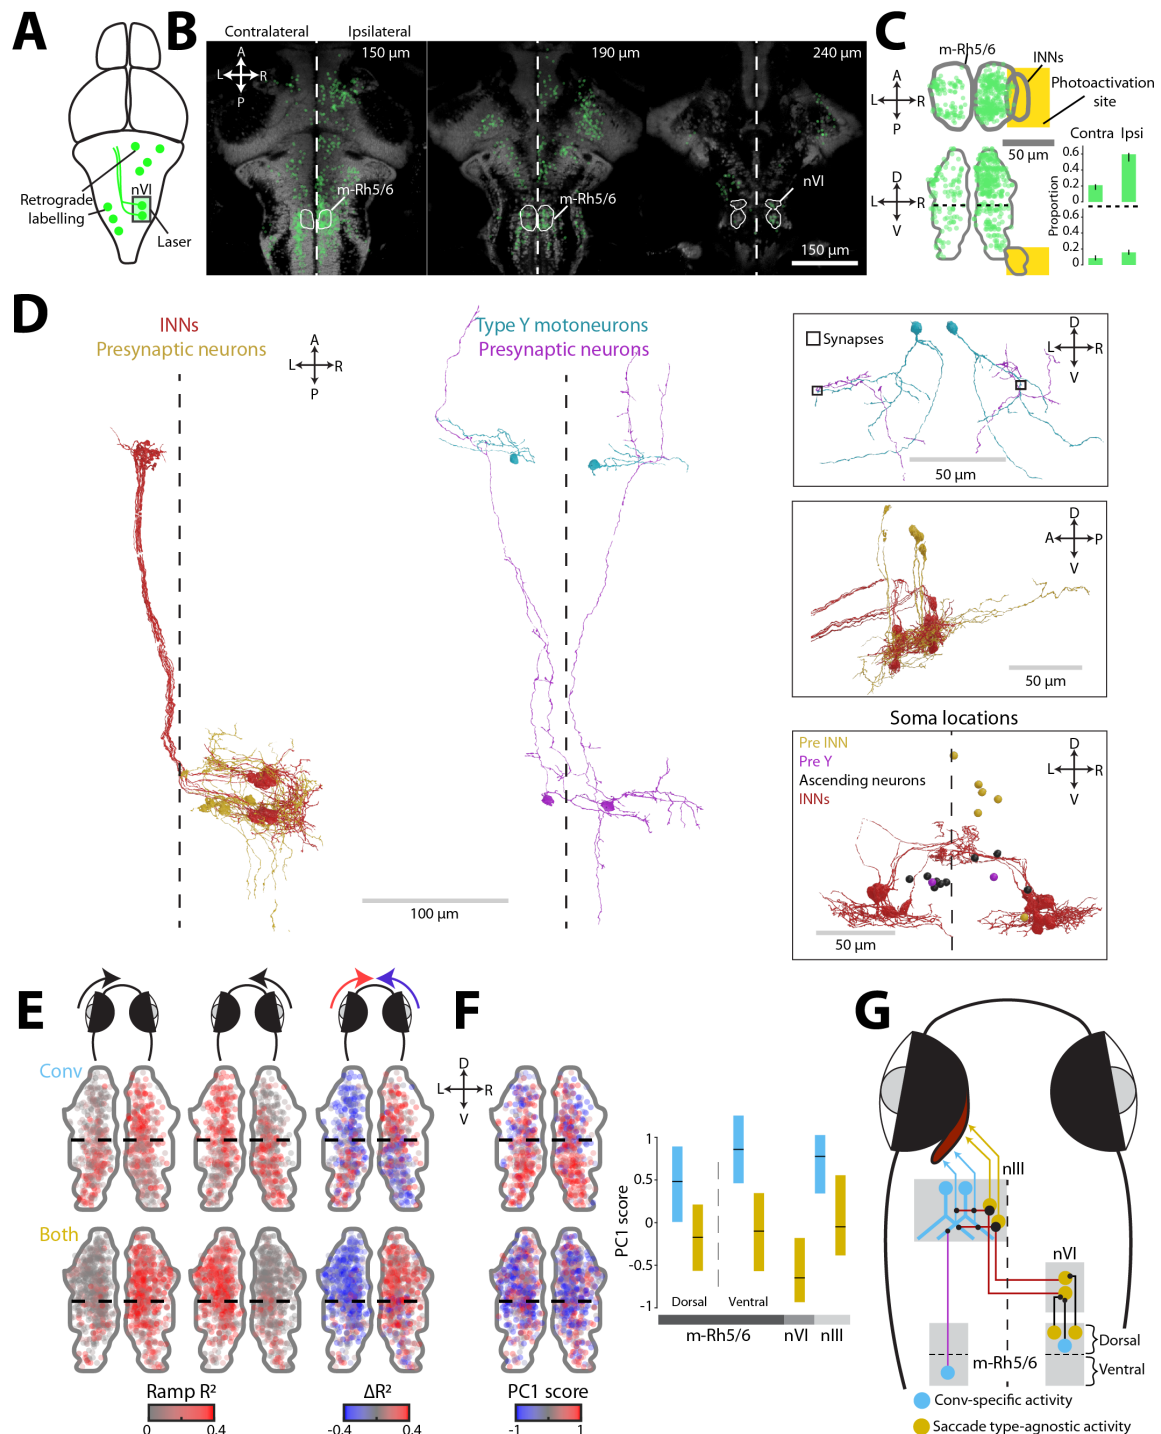 A
Retrograde
labelling
nVI
Laser
B
Contralateral
Ipsilateral
A
L
R
P
150 µm
m-Rh5/6
190 µm
m-Rh5/6
240 µm
nVI
150 µm
C
m-Rh5/6
INNs
Photoactivation
site
A
L
R
P
50 µm
Contra Ipsi
D
L
R
V
Proportion
0.6
0.4
0.2
0
0.6
0.4
0.2
0
D
INNs
Presynaptic neurons
A
L
R
P
Type Y motoneurons
Presynaptic neurons
100 µm
Synapses
D
L
R
V
50 µm
D
A
P
V
50 µm
Soma locations
Pre INN
Pre Y
Ascending neurons
INNs
D
L
R
V
50 µm
E
Conv
Both
Ramp R²
0
0.4
ΔR²
-0.4
0.4
F
D
L
R
V
PC1 score
-1
1
PC1 score
1
0.5
0
-0.5
-1
Dorsal
Ventral
m-Rh5/6
nVI
nIII
G
nIII
nVI
Dorsal
m-Rh5/6
Ventral
Conv-specific activity
Saccade type-agnostic activity